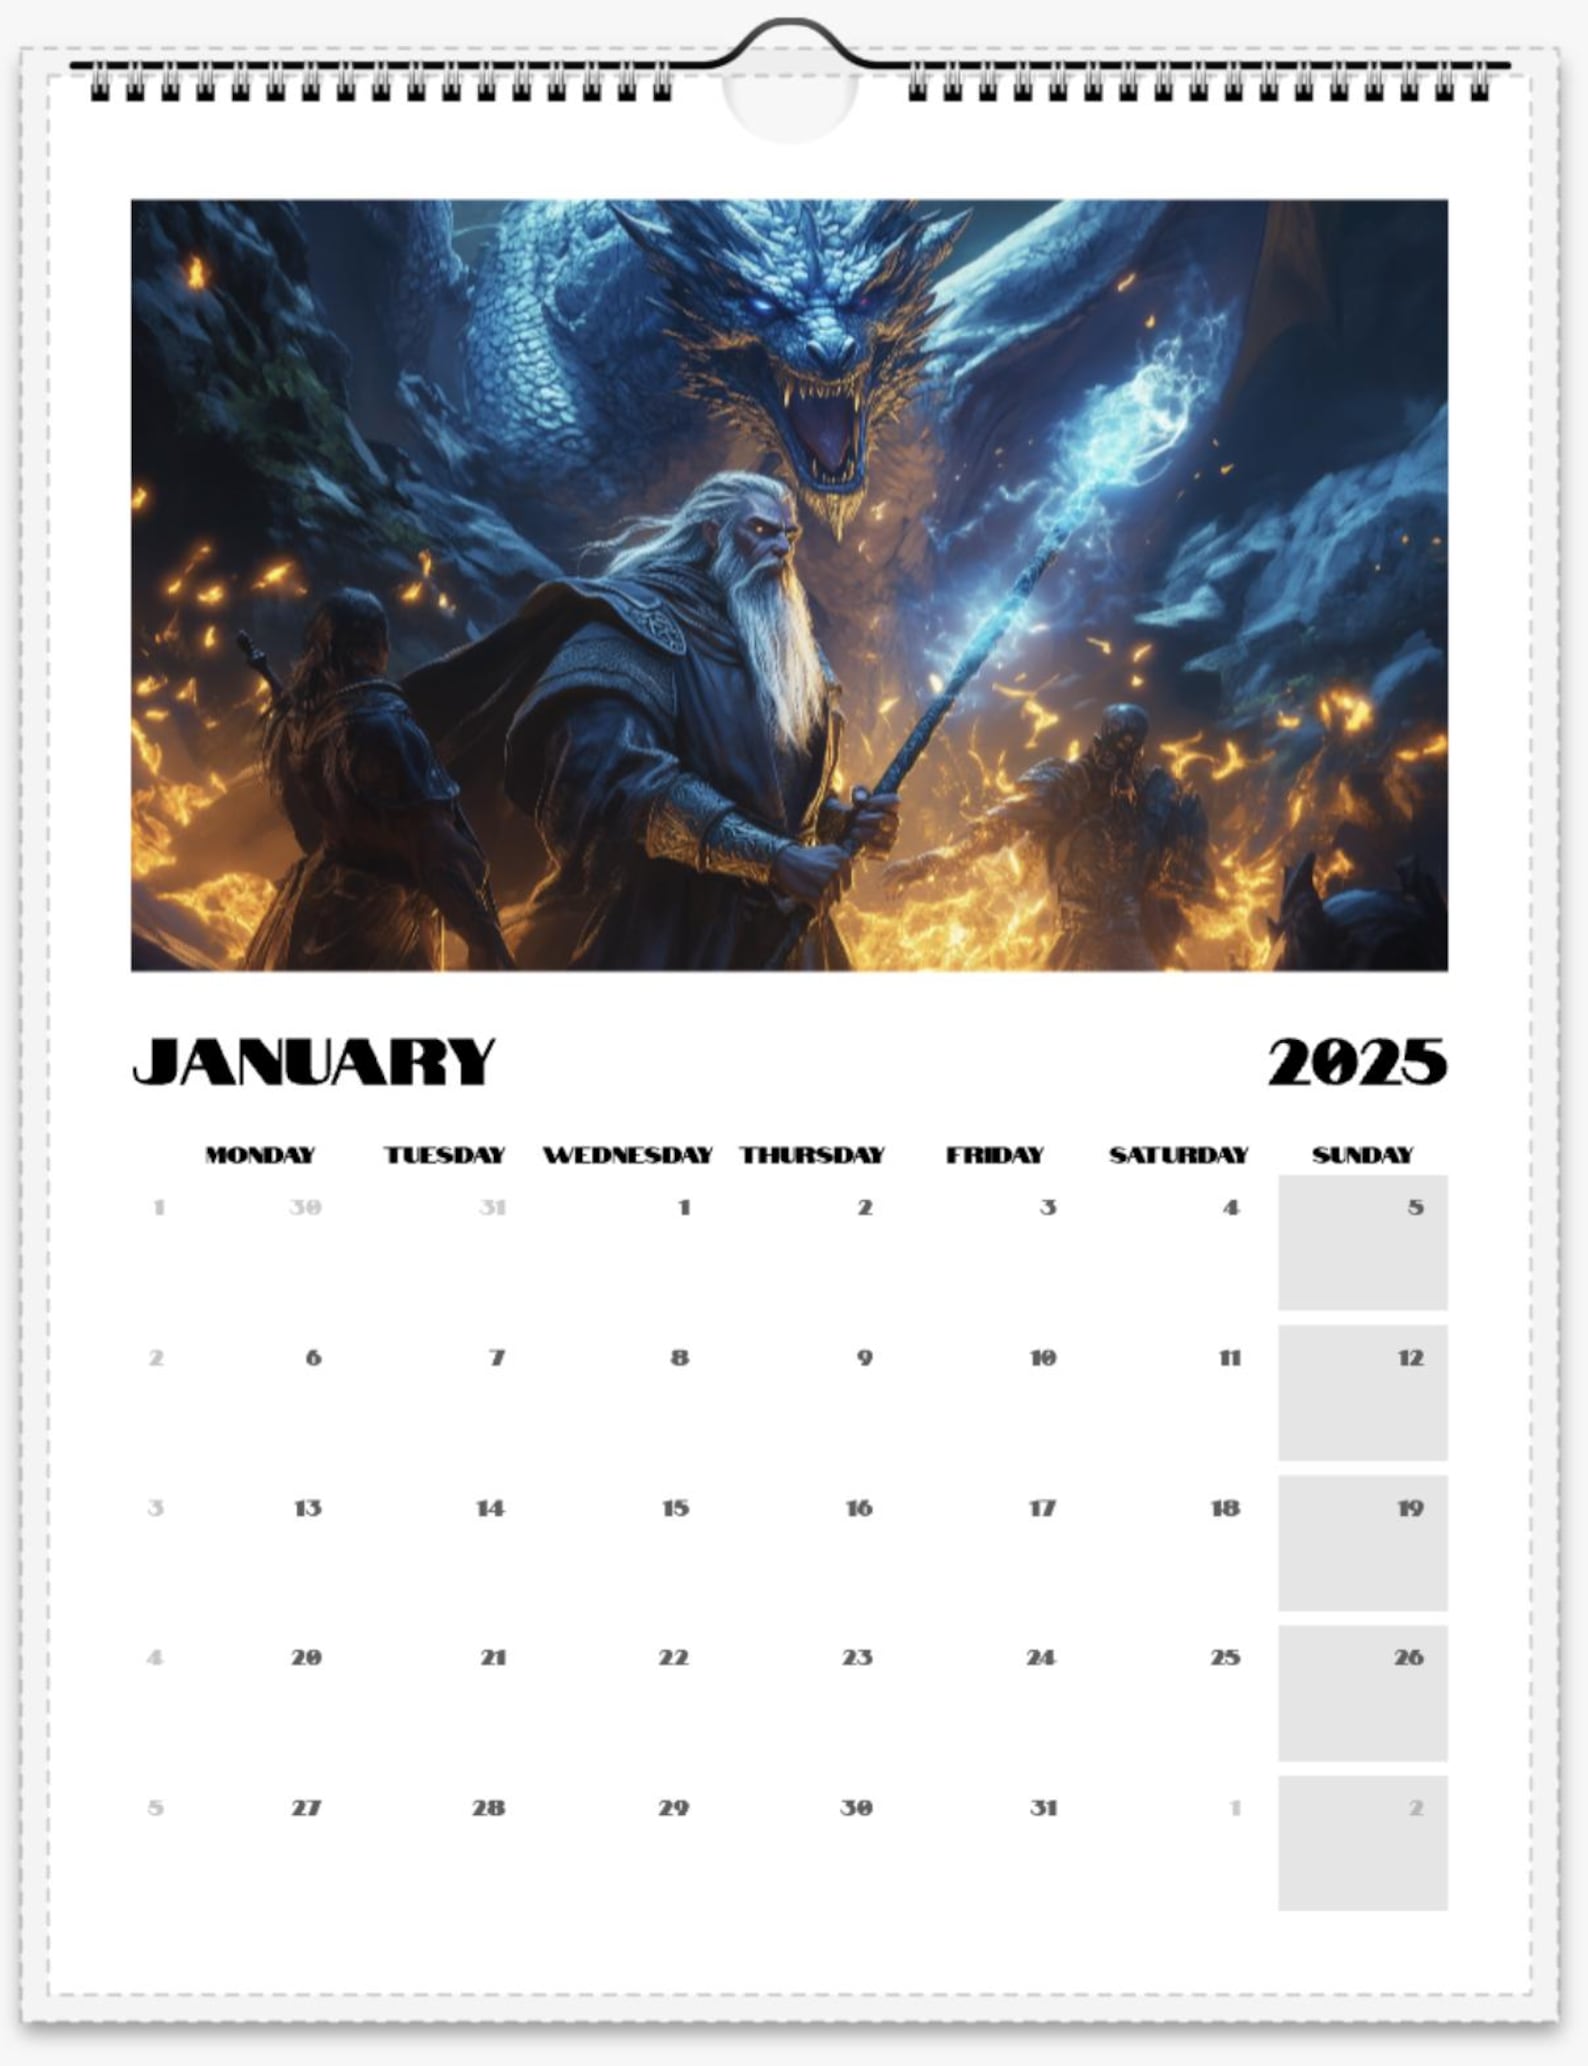 JANUARY 2025
MONDAY TUESDAY WEDNESDAY THURSDAY FRIDAY SATURDAY SUNDAY
1 30 31 1 2 3 4 5
2 6 7 8 9 10 11 12
3 13 14 15 16 17 18 19
4 20 21 22 23 24 25 26
5 27 28 29 30 31 1 2